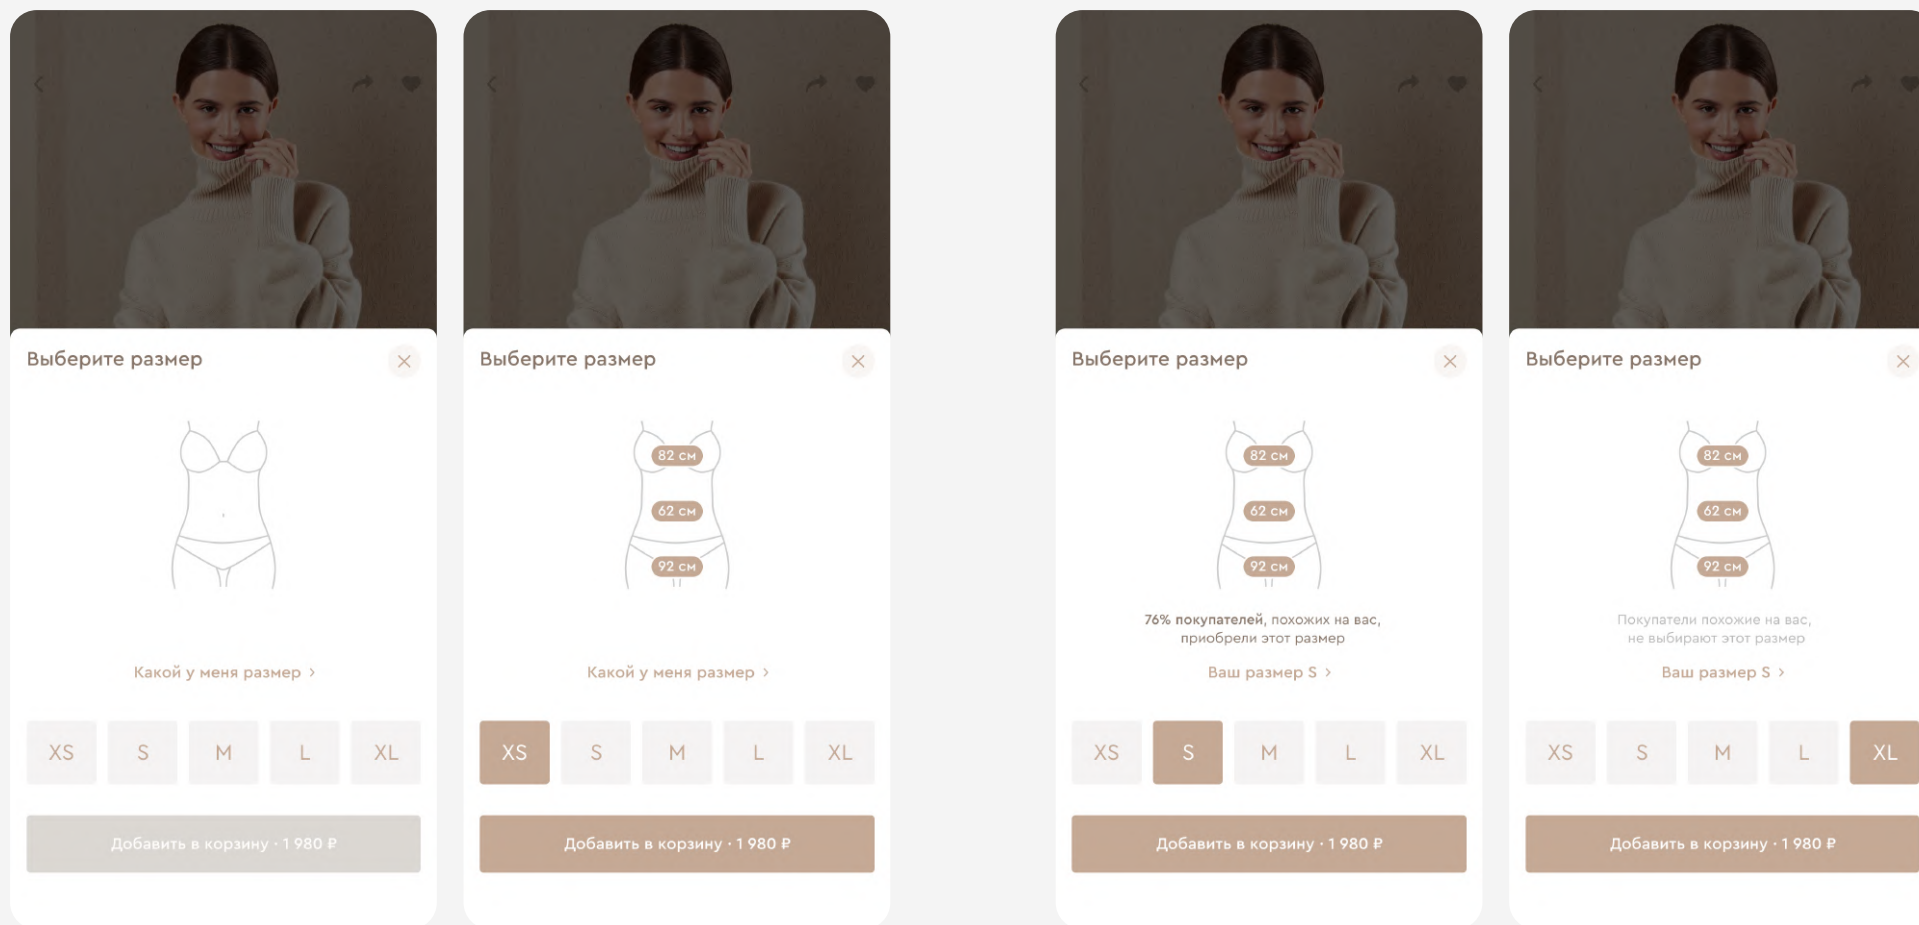 Выберите размер
Какой у меня размер >
XS
S
M
L
XL
Добавить в корзину · 1 980 ₽
Выберите размер
82 см
62 см
92 см
Какой у меня размер >
XS
S
M
L
XL
Добавить в корзину · 1 980 ₽
Выберите размер
82 см
62 см
92 см
76% покупателей, похожих на вас,
приобрели этот размер
Ваш размер S >
XS
S
M
L
XL
Добавить в корзину · 1 980 ₽
Выберите размер
82 см
62 см
92 см
Покупатели похожие на вас,
не выбирают этот размер
Ваш размер S >
XS
S
M
L
XL
Добавить в корзину · 1 980 ₽